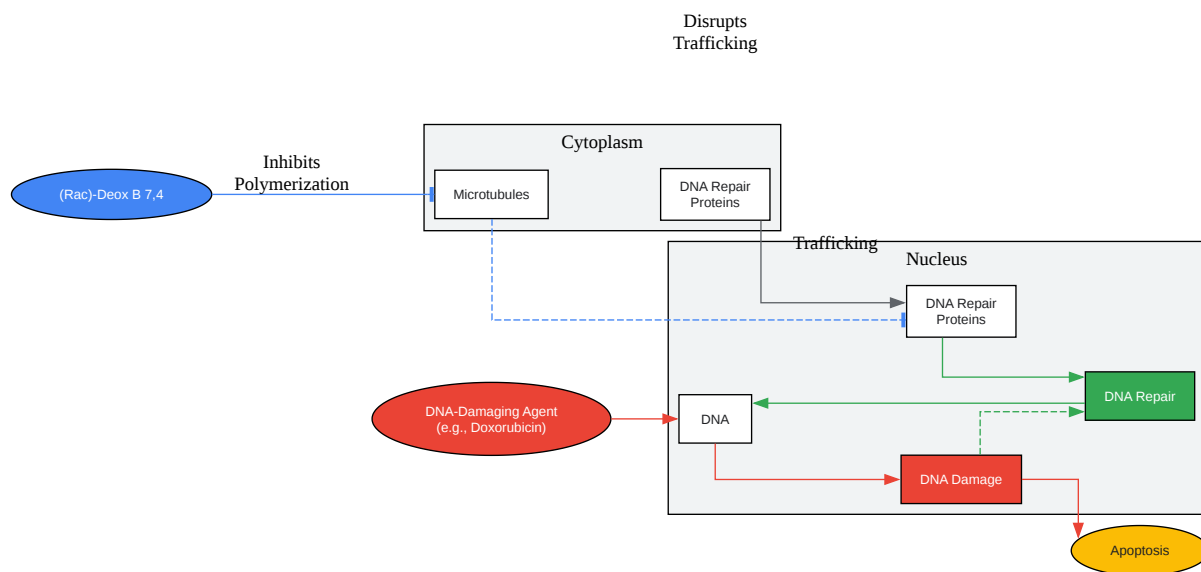 Disrupts
Trafficking
Cytoplasm
Inhibits
Polymerization
(Rac)-Deox B 7,4
Microtubules
DNA Repair
Proteins
Trafficking
Nucleus
DNA Repair
Proteins
DNA Repair
DNA-Damaging Agent
(e.g., Doxorubicin)
DNA
DNA Damage
Apoptosis